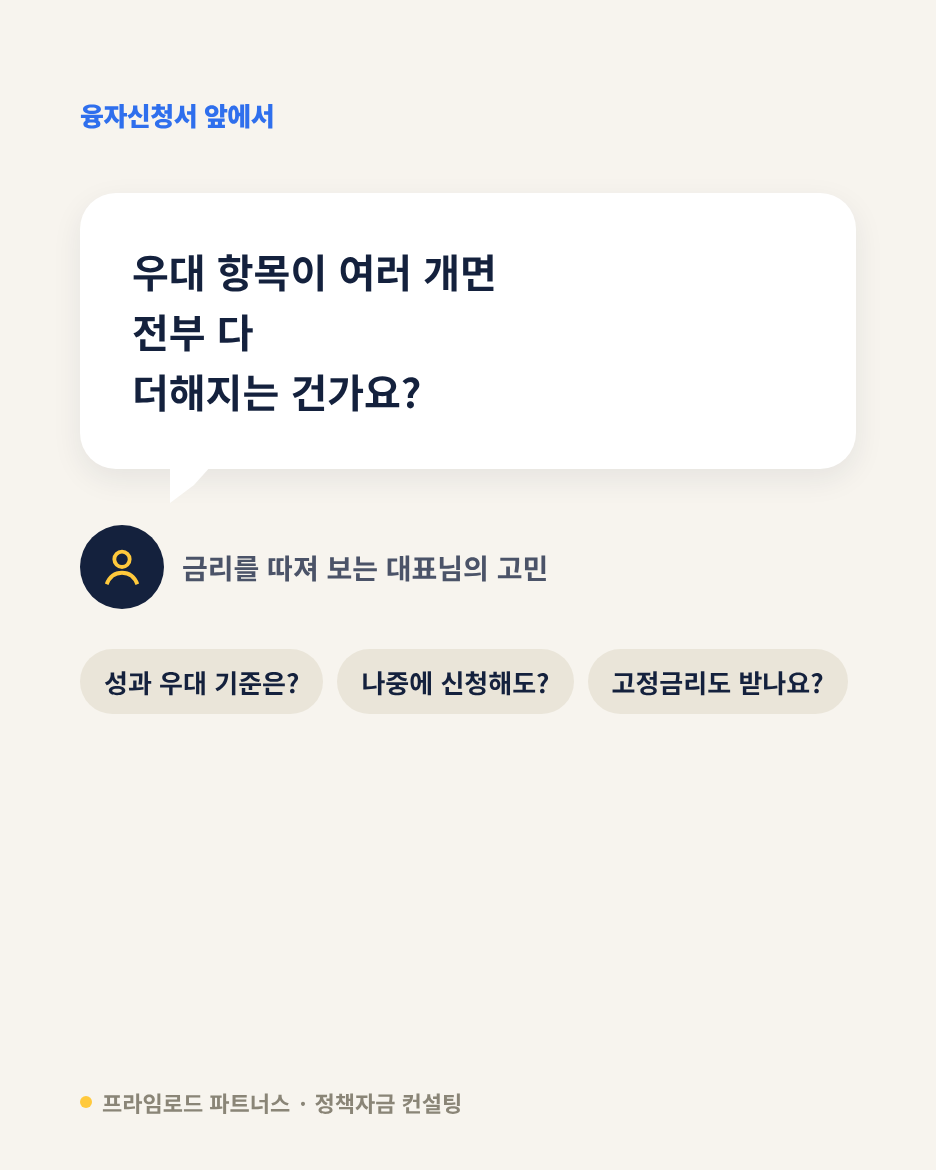 융자신청서 앞에서
우대 항목이 여러 개면
전부 다
더해지는 건가요?
금리를 따져 보는 대표님의 고민
성과 우대 기준은? 나중에 신청해도? 고정금리도 받나요?
프라임로드 파트너스 · 정책자금 컨설팅